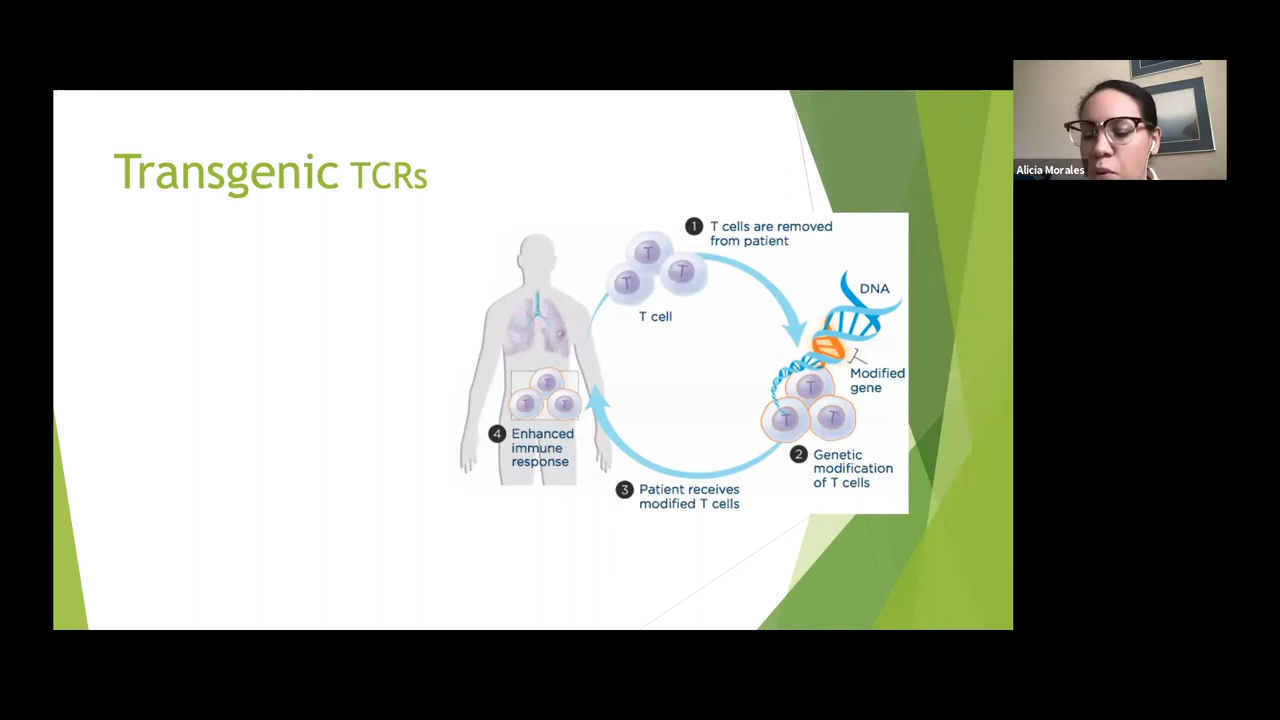 Transgenic TCRs
1 T cells are removed
from patient
T
T
T
T cell
DNA
Modified
gene
T
T
T
2 Genetic
modification
of T cells
3 Patient receives
modified T cells
T
T
T
4 Enhanced
immune
response
Alicia Morales